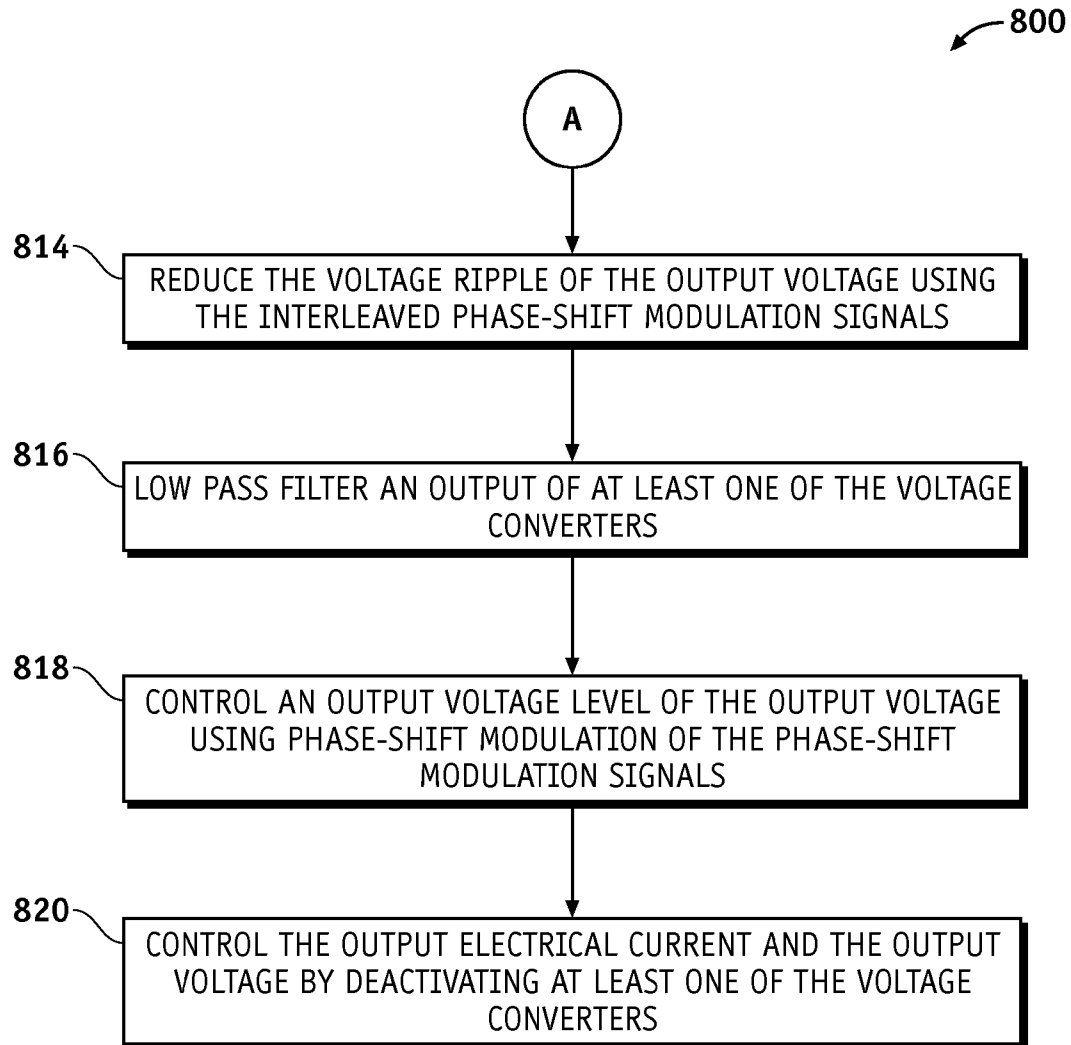 800
A
814
REDUCE THE VOLTAGE RIPPLE OF THE OUTPUT VOLTAGE USING
THE INTERLEAVED PHASE-SHIFT MODULATION SIGNALS
816
LOW PASS FILTER AN OUTPUT OF AT LEAST ONE OF THE VOLTAGE
CONVERTERS
818
CONTROL AN OUTPUT VOLTAGE LEVEL OF THE OUTPUT VOLTAGE
USING PHASE-SHIFT MODULATION OF THE PHASE-SHIFT
MODULATION SIGNALS
820
CONTROL THE OUTPUT ELECTRICAL CURRENT AND THE OUTPUT
VOLTAGE BY DEACTIVATING AT LEAST ONE OF THE VOLTAGE
CONVERTERS